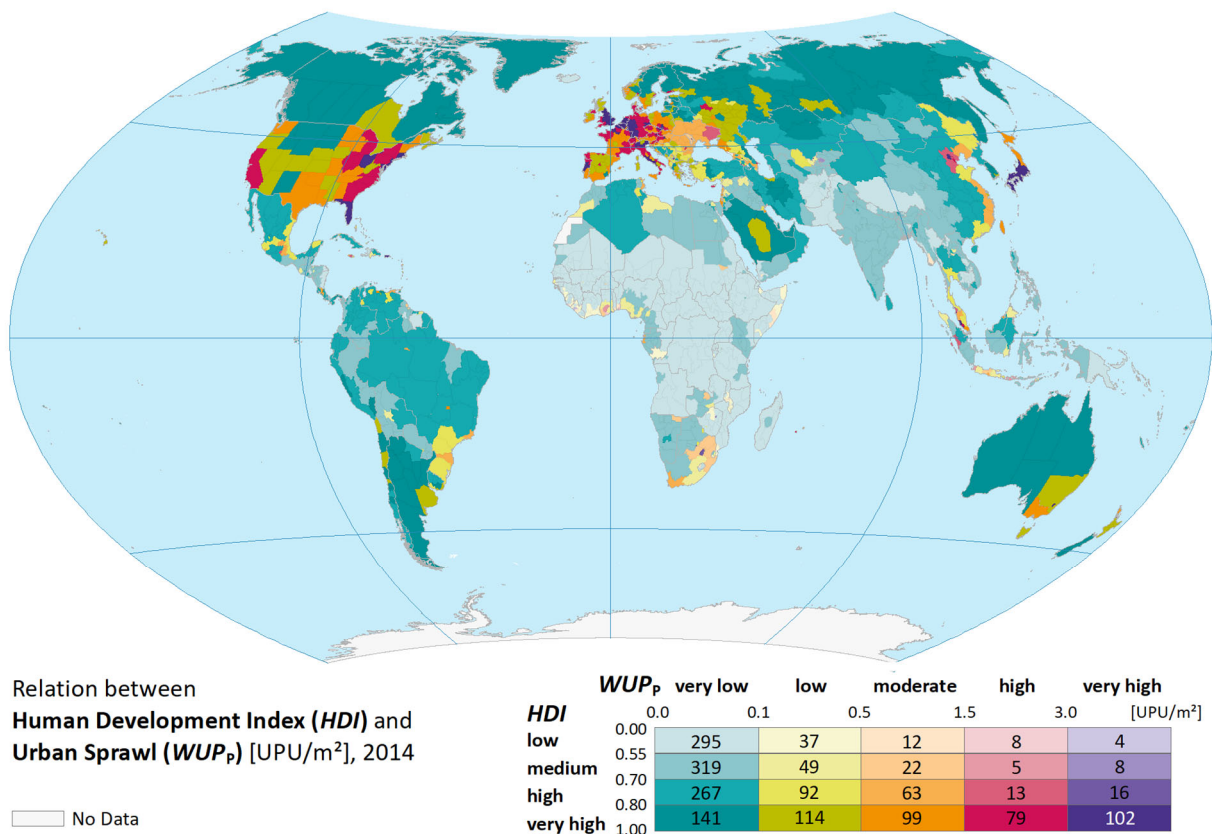 Relation between
Human Development Index (HDI) and
Urban Sprawl (WUPp) [UPU/m²], 2014
No Data
WUPp very low low moderate high very high
HDI 0.0 0.1 0.5 1.5 3.0 [UPU/m²]
0.00
low 295 37 12 8 4
0.55
medium 319 49 22 5 8
0.70
high 267 92 63 13 16
0.80
very high 141 114 99 79 102
1.00